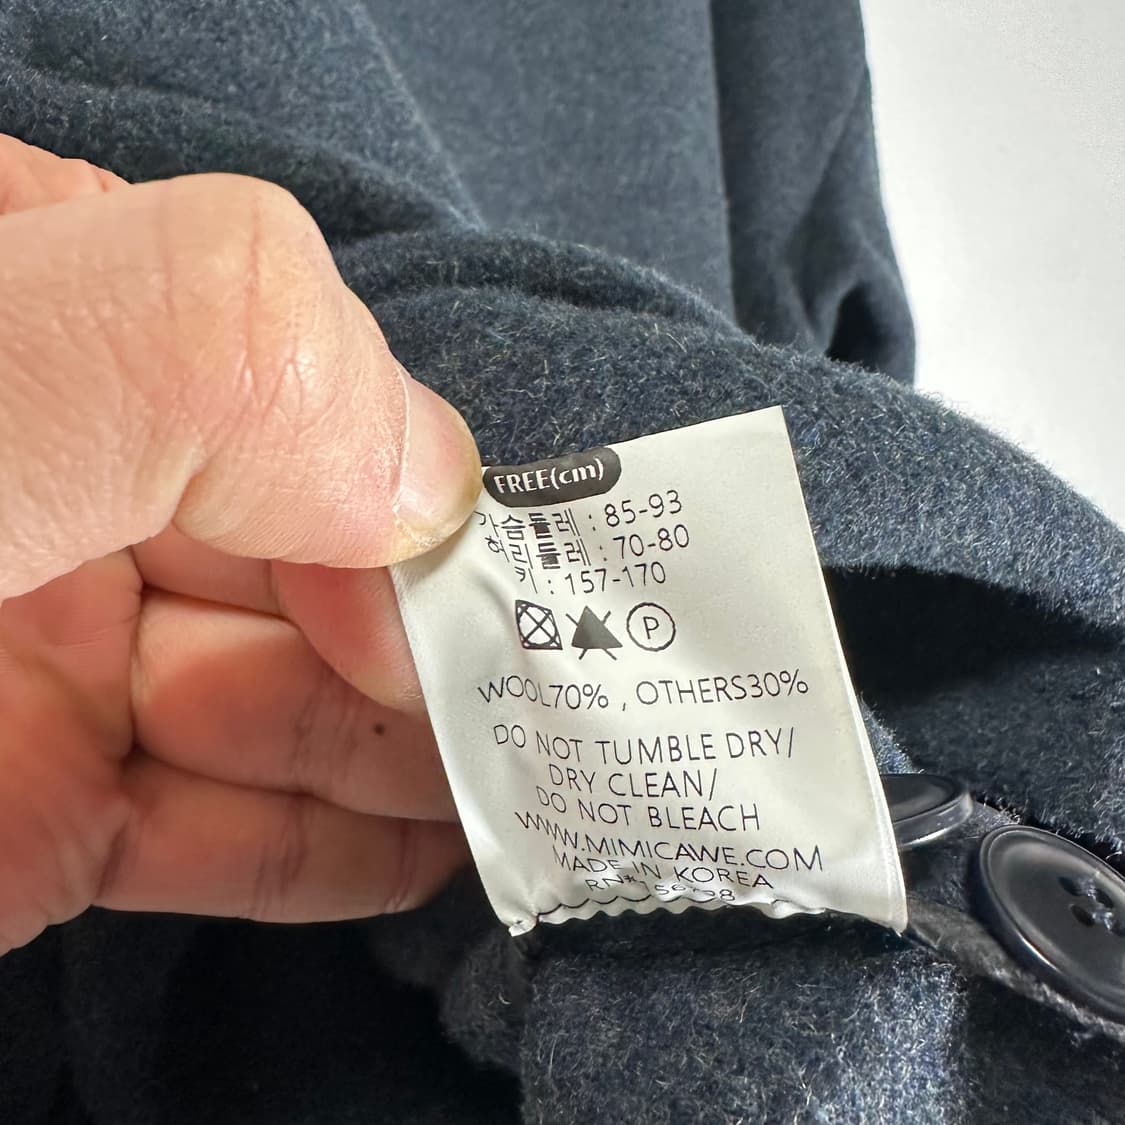 FREE(cm)
가슴둘레 : 85-93
허리둘레 : 70-80
키 : 157-170
P
WOOL70% , OTHERS30%
DO NOT TUMBLE DRY/
DRY CLEAN/
DO NOT BLEACH
WWW.MIMICAWE.COM
MADE IN KOREA